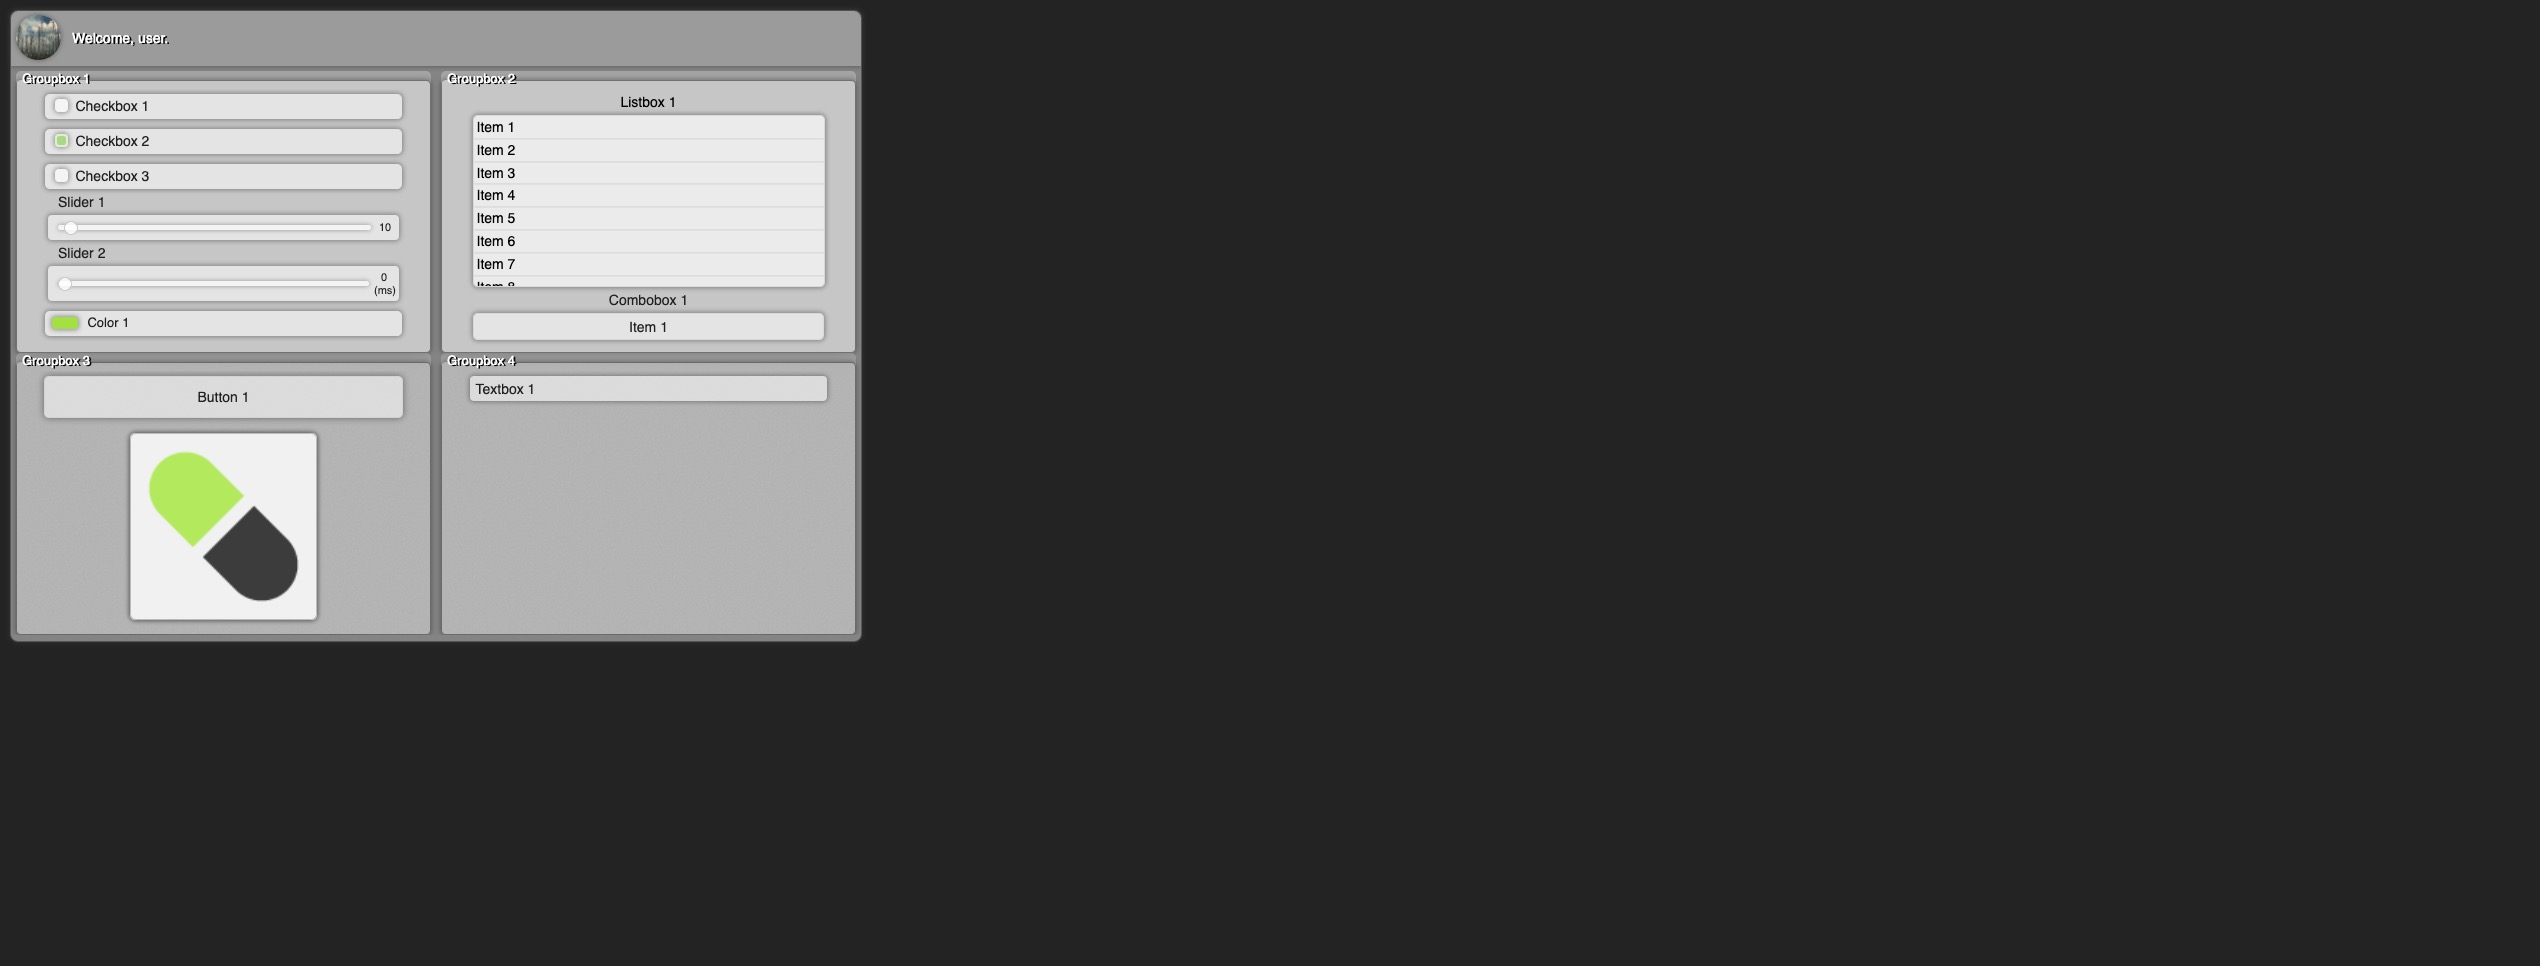 Welcome, user.
Groupbox 1
Checkbox 1
Checkbox 2
Checkbox 3
Slider 1
10
Slider 2
0
(ms)
Color 1
Groupbox 2
Listbox 1
Item 1
Item 2
Item 3
Item 4
Item 5
Item 6
Item 7
Item 8
Combobox 1
Item 1
Groupbox 3
Button 1
Groupbox 4
Textbox 1